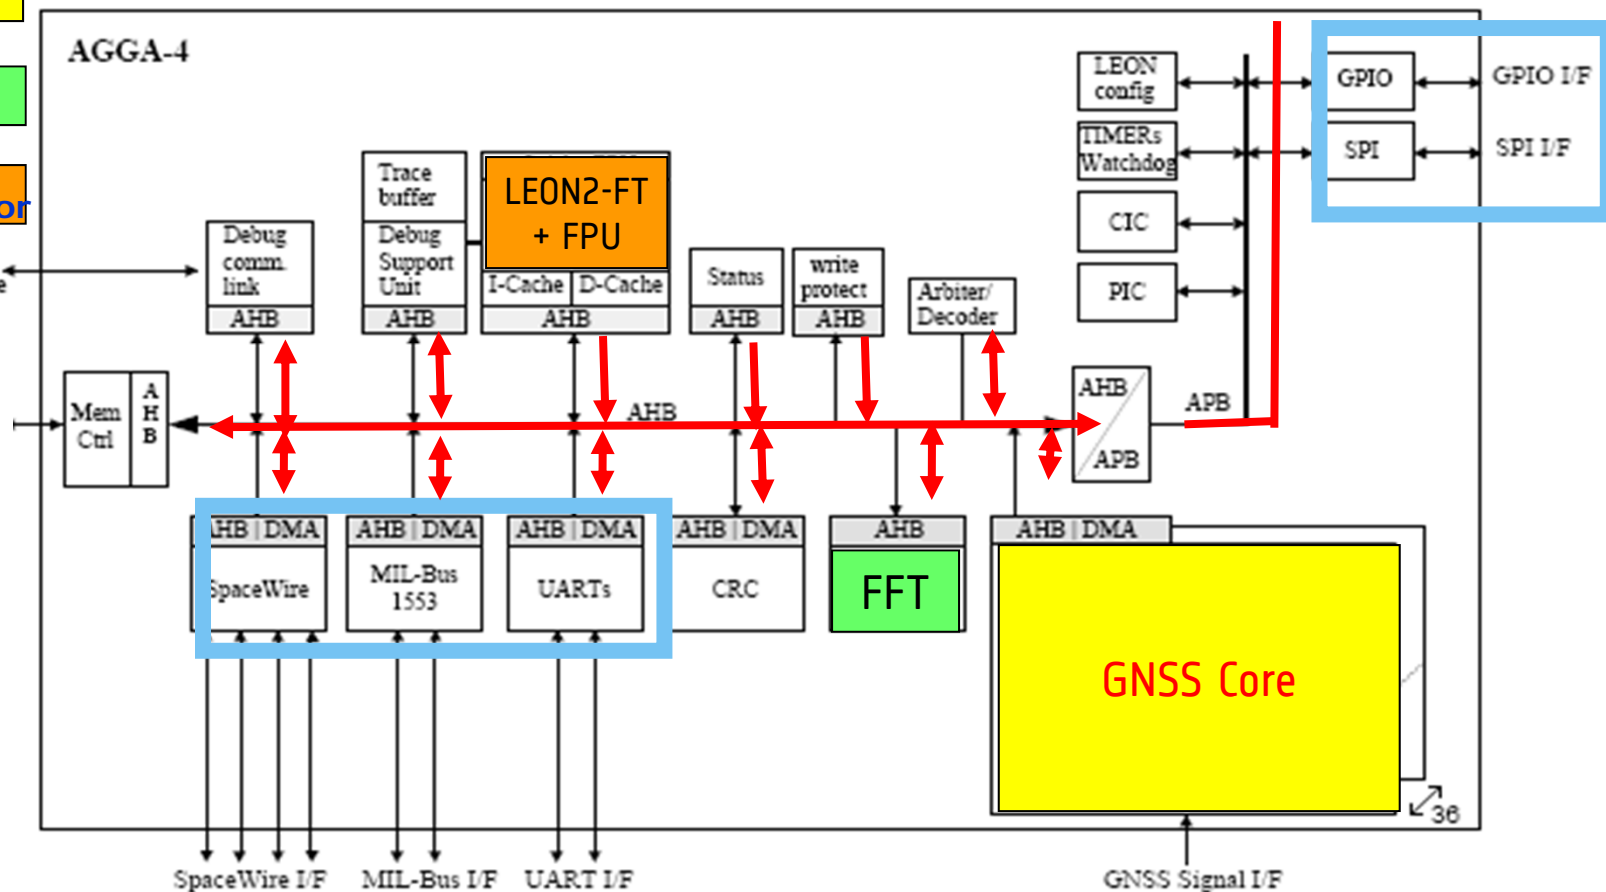 AGGA-4
LEON
config
GPIO
GPIO I/F
TIMERs
Watchdog
SPI
SPI I/F
CIC
PIC
or
e
Trace
buffer
LEON2-FT
+ FPU
Debug
comm.
link
AHB
Debug
Support
Unit
AHB
I-Cache
D-Cache
AHB
Status
AHB
write
protect
AHB
Arbiter/
Decoder
Mem
Ctrl
A
H
B
AHB
AHB
APB
APB
AHB DMA
SpaceWire
AHB DMA
MIL-Bus
1553
AHB DMA
UARTs
AHB DMA
CRC
AHB
FFT
AHB DMA
GNSS Core
36
SpaceWire I/F
MIL-Bus I/F
UART I/F
GNSS Signal I/F